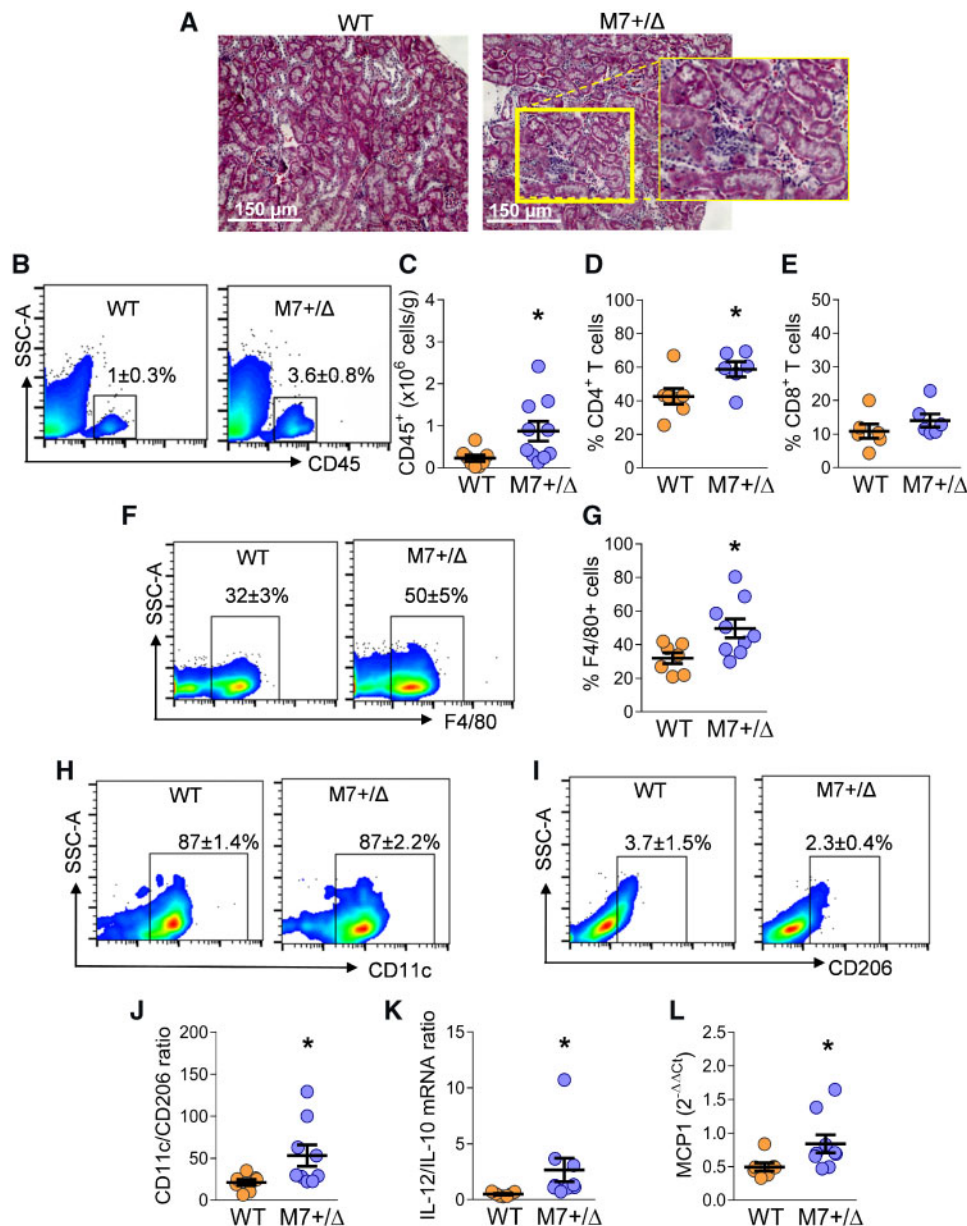 A
WT
M7+/Δ
150 µm
150 µm
B
SSC-A
WT
1±0.3%
M7+/Δ
3.6±0.8%
CD45
C
CD45⁺ (x10⁶ cells/g)
4
3
2
1
0
*
WT M7+/Δ
D
% CD4⁺ T cells
100
80
60
40
20
0
*
WT M7+/Δ
E
% CD8⁺ T cells
50
40
30
20
10
0
WT M7+/Δ
F
SSC-A
WT
32±3%
M7+/Δ
50±5%
F4/80
G
% F4/80+ cells
100
80
60
40
20
0
*
WT M7+/Δ
H
SSC-A
WT
87±1.4%
M7+/Δ
87±2.2%
CD11c
I
SSC-A
WT
3.7±1.5%
M7+/Δ
2.3±0.4%
CD206
J
CD11c/CD206 ratio
200
150
100
50
0
*
WT M7+/Δ
K
IL-12/IL-10 mRNA ratio
15
10
5
0
*
WT M7+/Δ
L
MCP1 (2^-ΔΔCt)
2.5
2.0
1.5
1.0
0.5
0.0
*
WT M7+/Δ